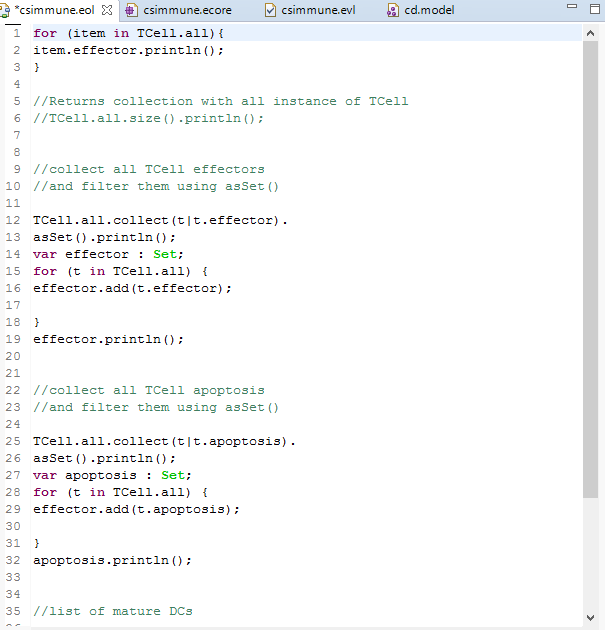 *csimmune.eol csimmune.ecore csimmune.evl cd.model
1 for (item in TCell.all){
2 item.effector.println();
3 }
4
5 //Returns collection with all instance of TCell
6 //TCell.all.size().println();
7
8
9 //collect all TCell effectors
10 //and filter them using asSet()
11
12 TCell.all.collect(t|t.effector).
13 asSet().println();
14 var effector : Set;
15 for (t in TCell.all) {
16 effector.add(t.effector);
17
18 }
19 effector.println();
20
21
22 //collect all TCell apoptosis
23 //and filter them using asSet()
24
25 TCell.all.collect(t|t.apoptosis).
26 asSet().println();
27 var apoptosis : Set;
28 for (t in TCell.all) {
29 effector.add(t.apoptosis);
30
31 }
32 apoptosis.println();
33
34
35 //list of mature DCs